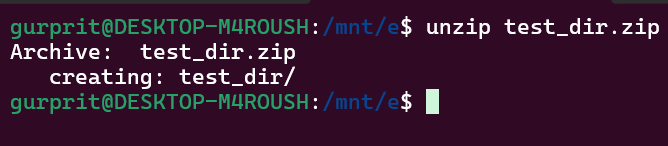 gurprit@DESKTOP-M4ROUSH:/mnt/e$ unzip test_dir.zip
Archive:  test_dir.zip
   creating: test_dir/
gurprit@DESKTOP-M4ROUSH:/mnt/e$